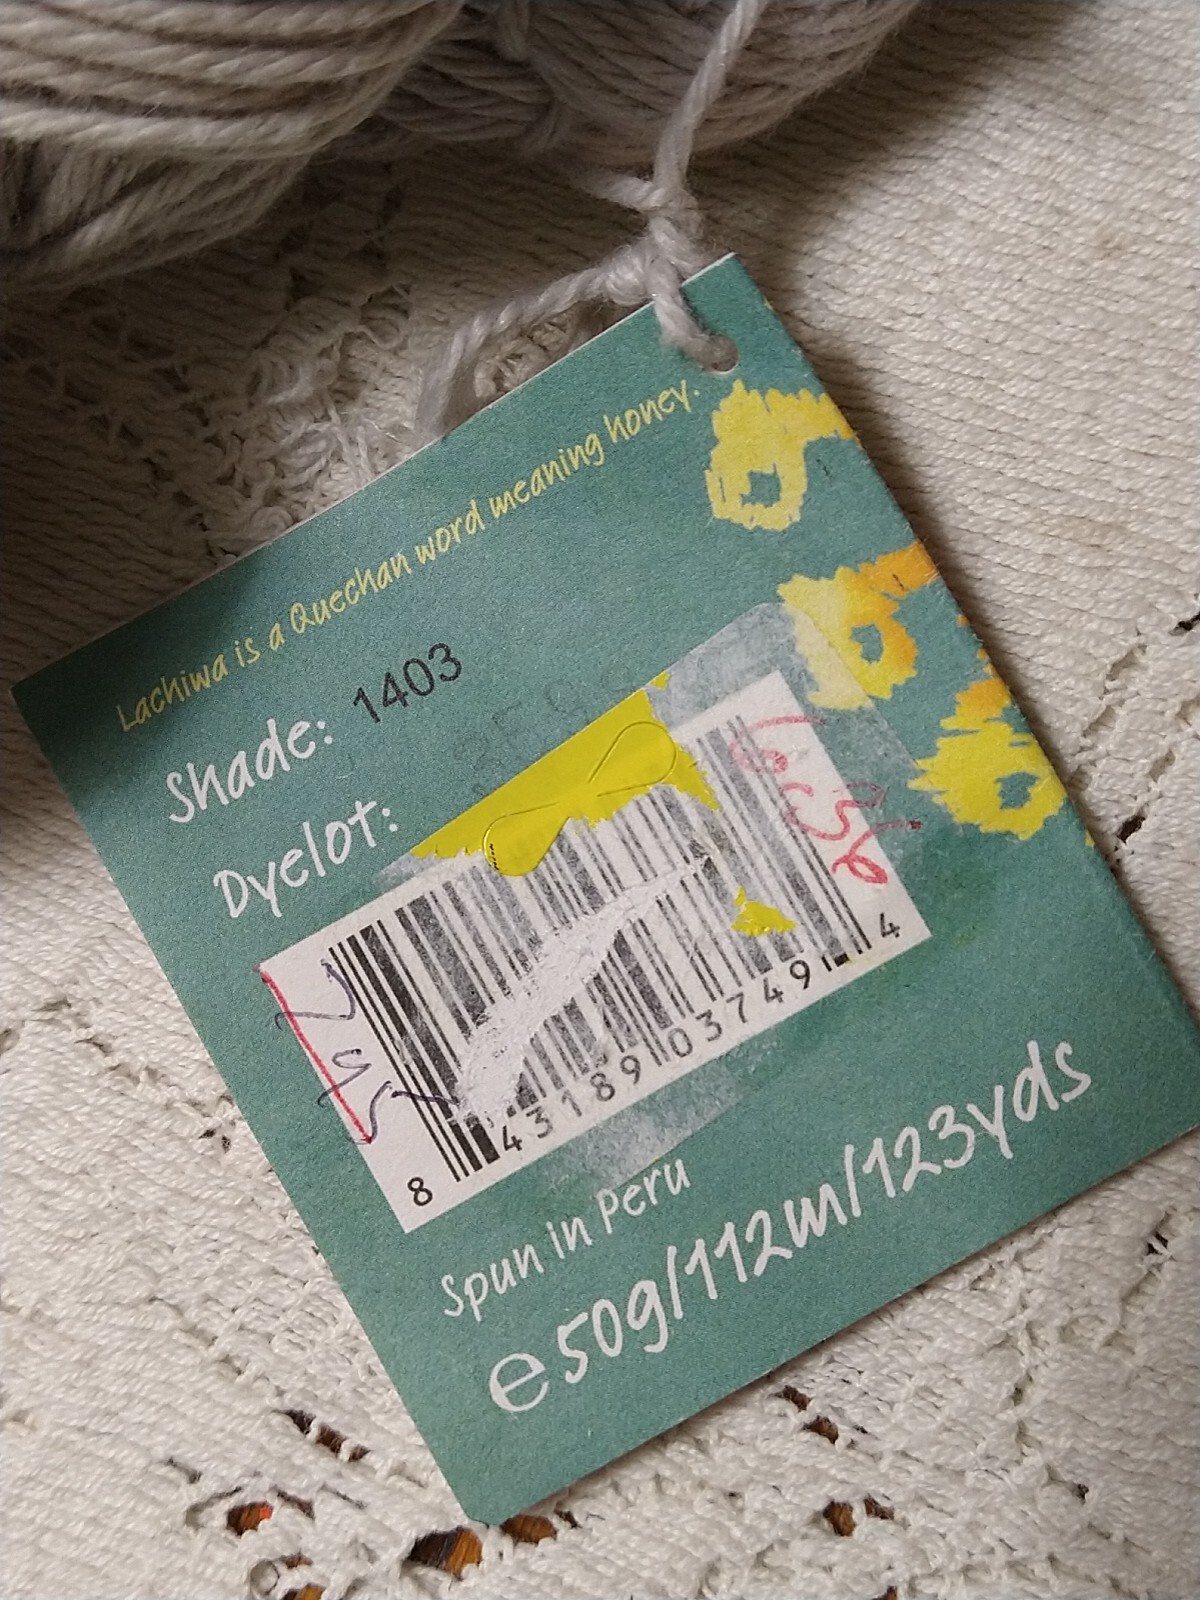 Lachiwa is a Quechan word meaning honey.
Shade: 1403
Dyelot:
8 43189 03749 4
Spun in Peru
e 50g/112m/123yds